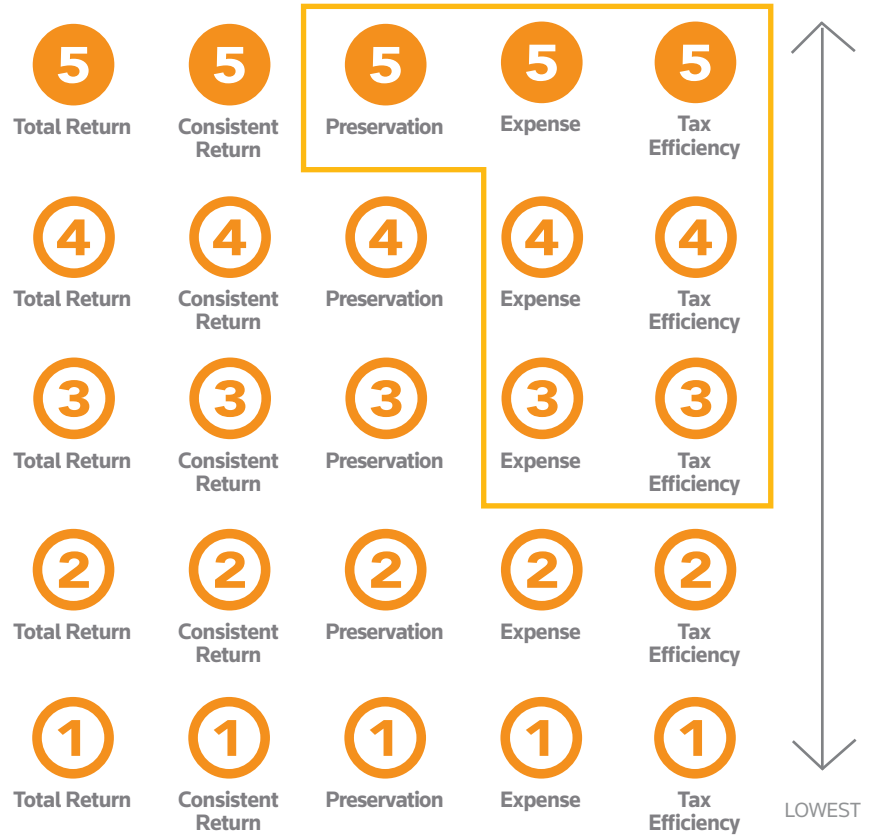 5 5 5 5 5
Total Return Consistent Return Preservation Expense Tax Efficiency
4 4 4 4 4
Total Return Consistent Return Preservation Expense Tax Efficiency
3 3 3 3 3
Total Return Consistent Return Preservation Expense Tax Efficiency
2 2 2 2 2
Total Return Consistent Return Preservation Expense Tax Efficiency
1 1 1 1 1
Total Return Consistent Return Preservation Expense Tax Efficiency
LOWEST